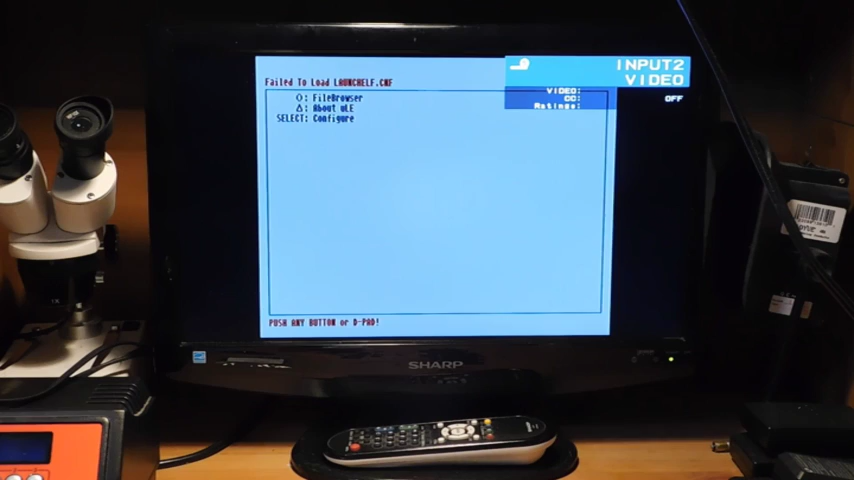 INPUT2
VIDEO
Failed To Load LAUNCHELF.CNF
VIDEO:
CC: OFF
Ratings:
O: FileBrowser
Δ: About uLE
SELECT: Configure
PUSH ANY BUTTON or D-PAD!
SHARP